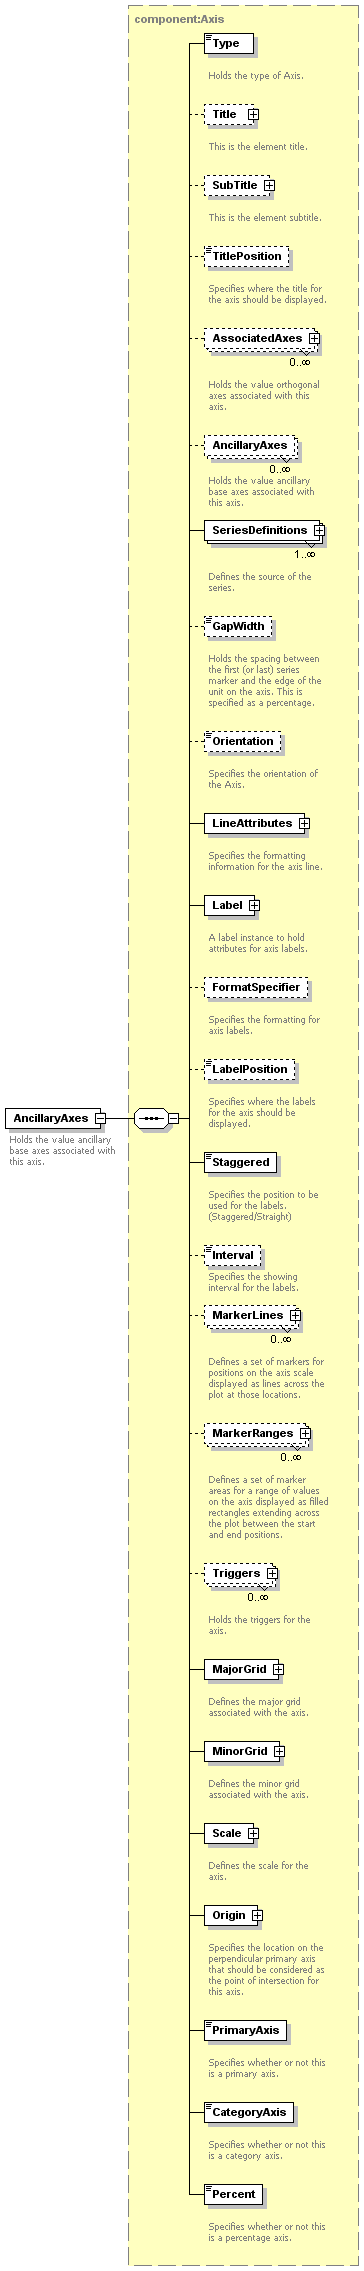 component:Axis
Type
Holds the type of Axis.
Title
This is the element title.
SubTitle
This is the element subtitle.
TitlePosition
Specifies where the title for
the axis should be displayed.
AssociatedAxes
0..∞
Holds the value orthogonal
axes associated with this
axis.
AncillaryAxes
0..∞
Holds the value ancillary
base axes associated with
this axis.
SeriesDefinitions
1..∞
Defines the source of the
series.
GapWidth
Holds the spacing between
the first (or last) series
marker and the edge of the
unit on the axis. This is
specified as a percentage.
Orientation
Specifies the orientation of
the Axis.
LineAttributes
Specifies the formatting
information for the axis line.
Label
A label instance to hold
attributes for axis labels.
FormatSpecifier
Specifies the formatting for
axis labels.
LabelPosition
Specifies where the labels
for the axis should be
displayed.
AncillaryAxes
Holds the value ancillary
base axes associated with
this axis.
Staggered
Specifies the position to be
used for the labels.
(Staggered/Straight)
Interval
Specifies the showing
interval for the labels.
MarkerLines
0..∞
Defines a set of markers for
positions on the axis scale
displayed as lines across the
plot at those locations.
MarkerRanges
0..∞
Defines a set of marker
areas for a range of values
on the axis displayed as filled
rectangles extending across
the plot between the start
and end positions.
Triggers
0..∞
Holds the triggers for the
axis.
MajorGrid
Defines the major grid
associated with the axis.
MinorGrid
Defines the minor grid
associated with the axis.
Scale
Defines the scale for the
axis.
Origin
Specifies the location on the
perpendicular primary axis
that should be considered as
the point of intersection for
this axis.
PrimaryAxis
Specifies whether or not this
is a primary axis.
CategoryAxis
Specifies whether or not this
is a category axis.
Percent
Specifies whether or not this
is a percentage axis.